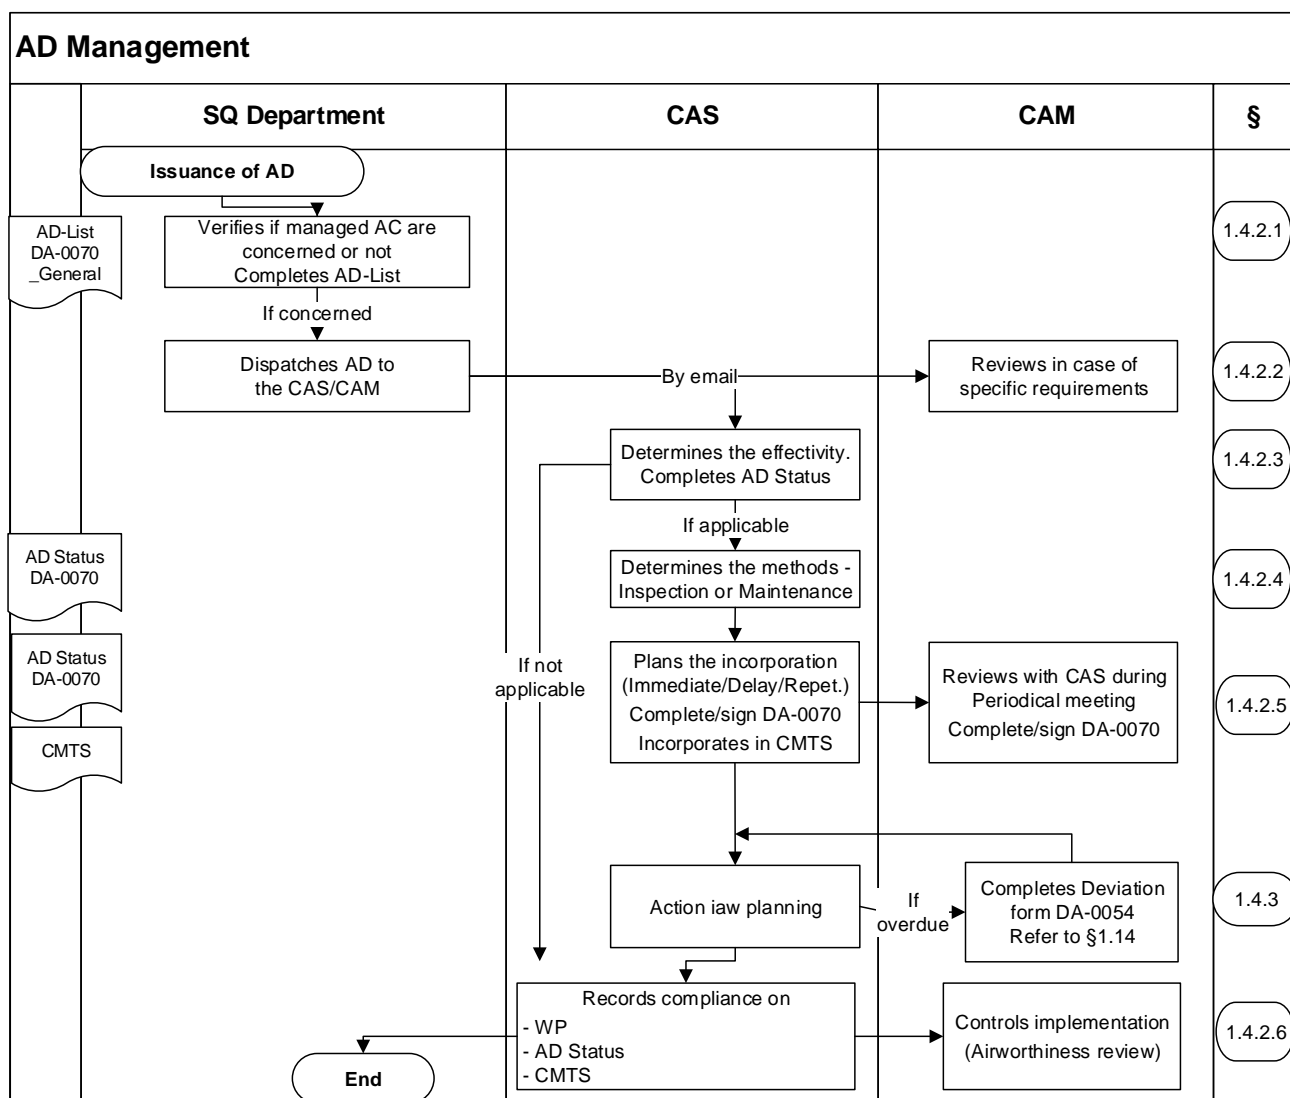 AD Management
SQ Department
CAS
CAM
§
Issuance of AD
AD-List
DA-0070
_General
Verifies if managed AC are
concerned or not
Completes AD-List
1.4.2.1
If concerned
Dispatches AD to
the CAS/CAM
By email
Reviews in case of
specific requirements
1.4.2.2
Determines the effectivity.
Completes AD Status
1.4.2.3
If applicable
AD Status
DA-0070
Determines the methods -
Inspection or Maintenance
1.4.2.4
AD Status
DA-0070
If not
applicable
Plans the incorporation
(Immediate/Delay/Repet.)
Complete/sign DA-0070
Incorporates in CMTS
Reviews with CAS during
Periodical meeting
Complete/sign DA-0070
1.4.2.5
CMTS
Action iaw planning
If
overdue
Completes Deviation
form DA-0054
Refer to §1.14
1.4.3
Records compliance on
- WP
- AD Status
- CMTS
Controls implementation
(Airworthiness review)
1.4.2.6
End